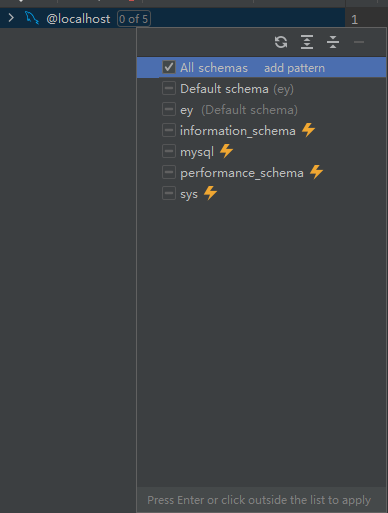 @localhost 0 of 5
1
All schemas add pattern
Default schema (ey)
ey (Default schema)
information_schema
mysql
performance_schema
sys
Press Enter or click outside the list to apply